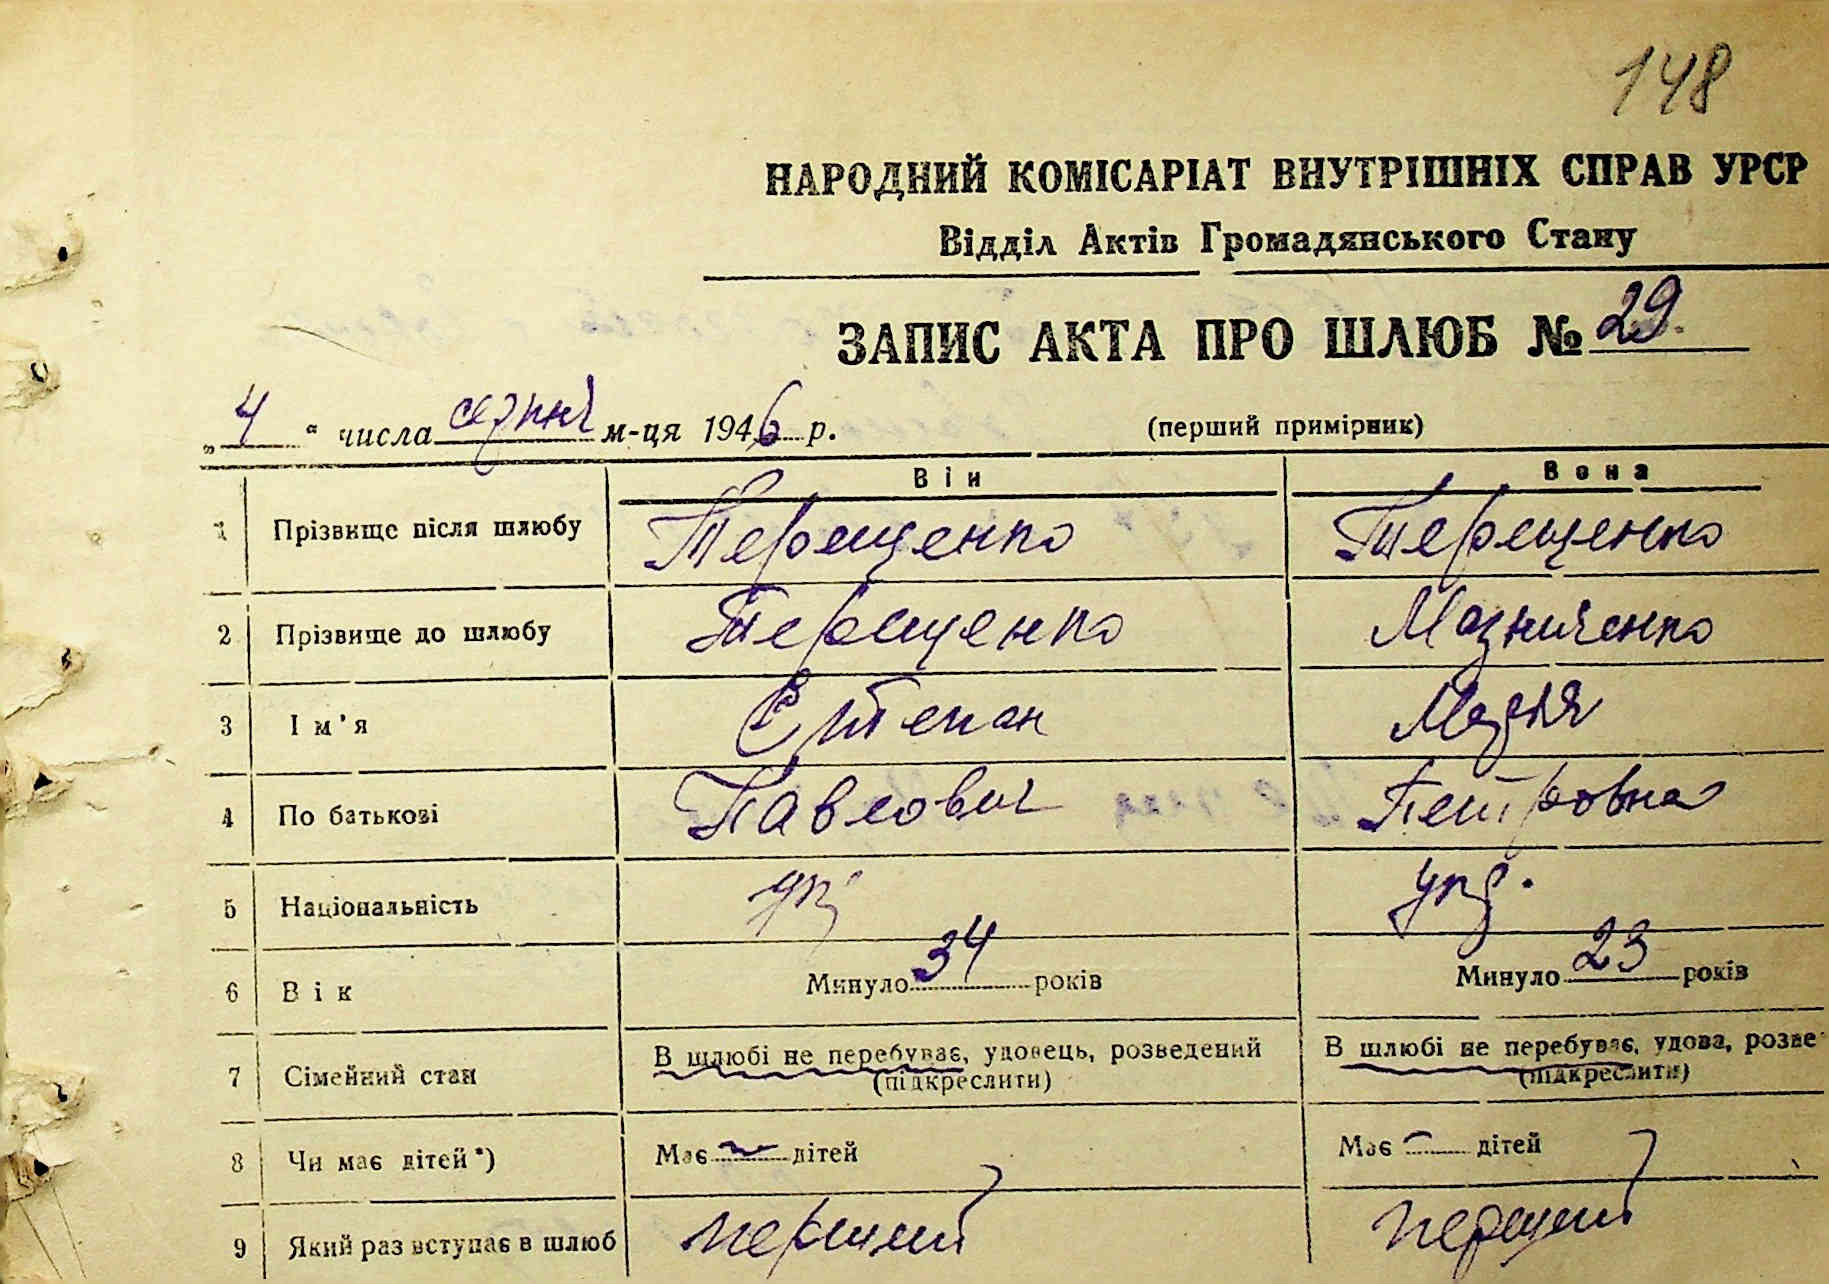 148
НАРОДНИЙ КОМІСАРІАТ ВНУТРІШНІХ СПРАВ УРСР
Відділ Актів Громадянського Стану
ЗАПИС АКТА ПРО ШЛЮБ № 29
„4“ числа серпня м-ця 1946 р. (перший примірник)
Він Вона
1 Прізвище після шлюбу Терещенко Терещенко
2 Прізвище до шлюбу Терещенко Мазниченко
3 Ім'я Степан Марія
4 По батькові Павлович Петровна
5 Національність укр укр.
6 Вік Минуло 34 років Минуло 23 років
7 Сімейний стан В шлюбі не перебуває, удовець, розведений В шлюбі не перебуває, удова, розве
(підкреслити) (підкреслити)
8 Чи має дітей*) Має — дітей Має — дітей
9 Який раз вступає в шлюб перший перший